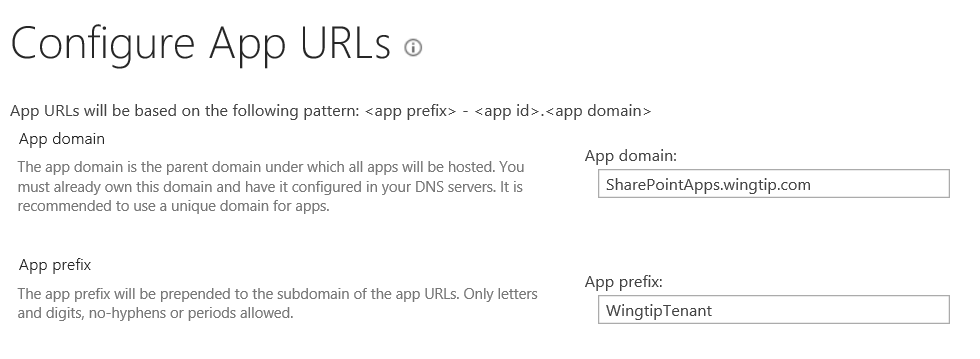 Configure App URLs
App URLs will be based on the following pattern: <app prefix> - <app id>.<app domain>
App domain
The app domain is the parent domain under which all apps will be hosted. You
must already own this domain and have it configured in your DNS servers. It is
recommended to use a unique domain for apps.
App domain:
SharePointApps.wingtip.com
App prefix
The app prefix will be prepended to the subdomain of the app URLs. Only letters
and digits, no-hyphens or periods allowed.
App prefix:
WingtipTenant